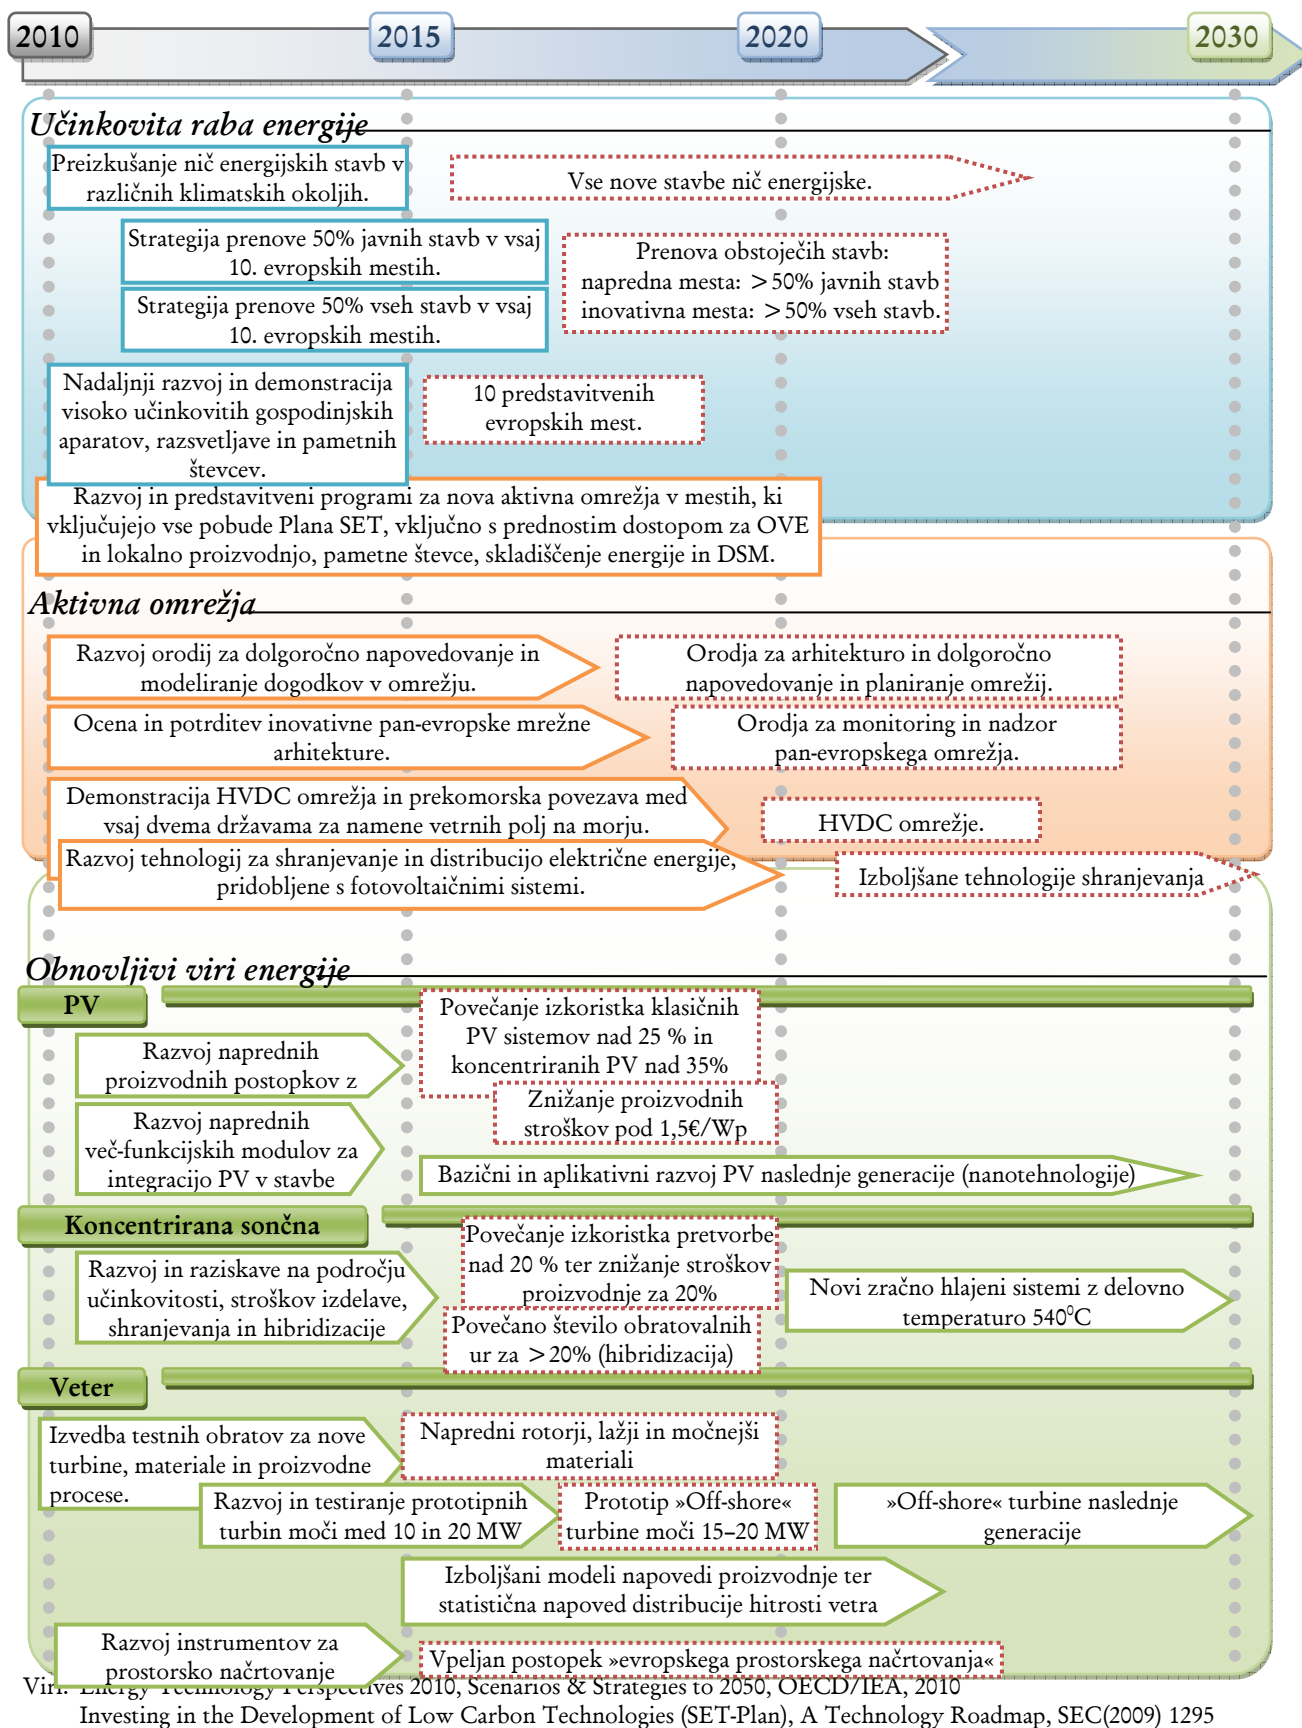 2010
2015
2020
2030
Učinkovita raba energije
Preizkušanje nič energijskih stavb v
različnih klimatskih okoljih.
Vse nove stavbe nič energijske.
Strategija prenove 50% javnih stavb v vsaj
10. evropskih mestih.
Strategija prenove 50% vseh stavb v vsaj
10. evropskih mestih.
Prenova obstoječih stavb:
napredna mesta: >50% javnih stavb
inovativna mesta: >50% vseh stavb.
Nadaljnji razvoj in demonstracija
visoko učinkovitih gospodinjskih
aparatov, razsvetljave in pametnih
števcev.
10 predstavitvenih
evropskih mest.
Razvoj in predstavitveni programi za nova aktivna omrežja v mestih, ki
vključujejo vse pobude Plana SET, vključno s prednostim dostopom za OVE
in lokalno proizvodnjo, pametne števce, skladiščenje energije in DSM.
Aktivna omrežja
Razvoj orodij za dolgoročno napovedovanje in
modeliranje dogodkov v omrežju.
Orodja za arhitekturo in dolgoročno
napovedovanje in planiranje omrežij.
Ocena in potrditev inovativne pan-evropske mrežne
arhitekture.
Orodja za monitoring in nadzor
pan-evropskega omrežja.
Demonstracija HVDC omrežja in prekomorska povezava med
vsaj dvema državama za namene vetrnih polj na morju.
HVDC omrežje.
Razvoj tehnologij za shranjevanje in distribucijo električne energije,
pridobljene s fotovoltaičnimi sistemi.
Izboljšane tehnologije shranjevanja
Obnovljivi viri energije
PV
Razvoj naprednih
proizvodnih postopkov z
Povečanje izkoristka klasičnih
PV sistemov nad 25 % in
koncentriranih PV nad 35%
Znižanje proizvodnih
stroškov pod 1,5€/Wp
Razvoj naprednih
več-funkcijskih modulov za
integracijo PV v stavbe
Bazični in aplikativni razvoj PV naslednje generacije (nanotehnologije)
Koncentrirana sončna
Razvoj in raziskave na področju
učinkovitosti, stroškov izdelave,
shranjevanja in hibridizacije
Povečanje izkoristka pretvorbe
nad 20 % ter znižanje stroškov
proizvodnje za 20%
Povečano število obratovalnih
ur za >20% (hibridizacija)
Novi zračno hlajeni sistemi z delovno
temperaturo 540⁰C
Veter
Izvedba testnih obratov za nove
turbine, materiale in proizvodne
procese.
Napredni rotorji, lažji in močnejši
materiali
Razvoj in testiranje prototipnih
turbin moči med 10 in 20 MW
Prototip »Off-shore«
turbine moči 15–20 MW
»Off-shore« turbine naslednje
generacije
Izboljšani modeli napovedi proizvodnje ter
statistična napoved distribucije hitrosti vetra
Razvoj instrumentov za
prostorsko načrtovanje
Vpeljan postopek »evropskega prostorskega načrtovanja«
Viri: Energy Technology Perspectives 2010, Scenarios & Strategies to 2050, OECD/IEA, 2010
Investing in the Development of Low Carbon Technologies (SET-Plan), A Technology Roadmap, SEC(2009) 1295